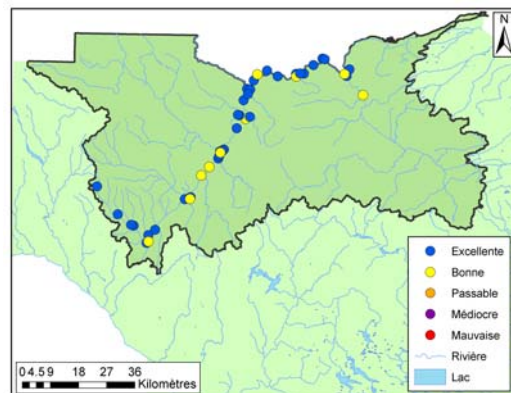 N
Excellente
Bonne
Passable
Médiocre
Mauvaise
Rivière
Lac
0 4.5 9 18 27 36
Kilomètres